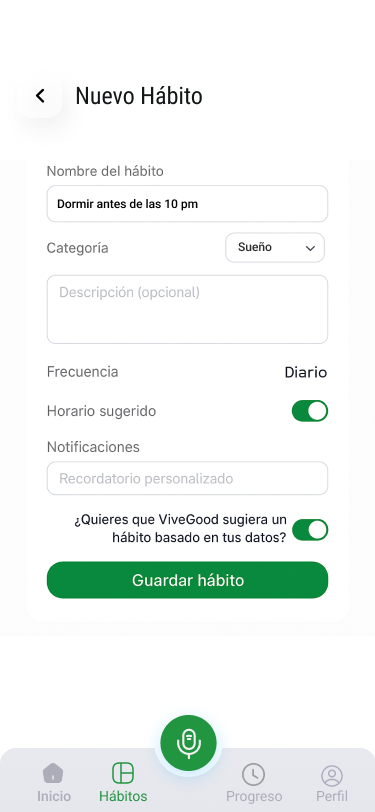 Nuevo Hábito
Nombre del hábito
Dormir antes de las 10 pm
Categoría
Sueño
Descripción (opcional)
Frecuencia
Diario
Horario sugerido
Notificaciones
Recordatorio personalizado
¿Quieres que ViveGood sugiera un
hábito basado en tus datos?
Guardar hábito
Inicio
Hábitos
Progreso
Perfil